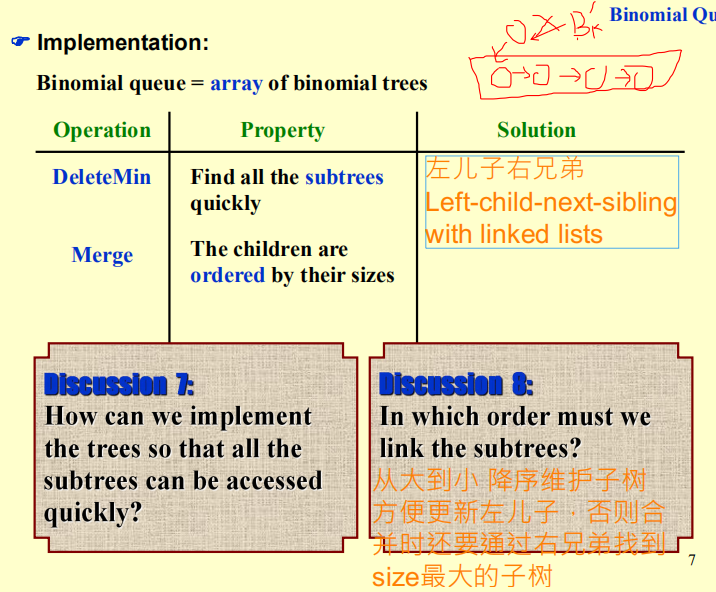 Binomial Qu
☞ Implementation:
Binomial queue = array of binomial trees
Operation Property Solution
DeleteMin
Find all the subtrees
quickly
左儿子右兄弟
Left-child-next-sibling
with linked lists
Merge
The children are
ordered by their sizes
Discussion 7:
How can we implement
the trees so that all the
subtrees can be accessed
quickly?
Discussion 8:
In which order must we
link the subtrees?
从大到小 降序维护子树
方便更新左儿子,否则合
并时还要通过右兄弟找到
size最大的子树
7